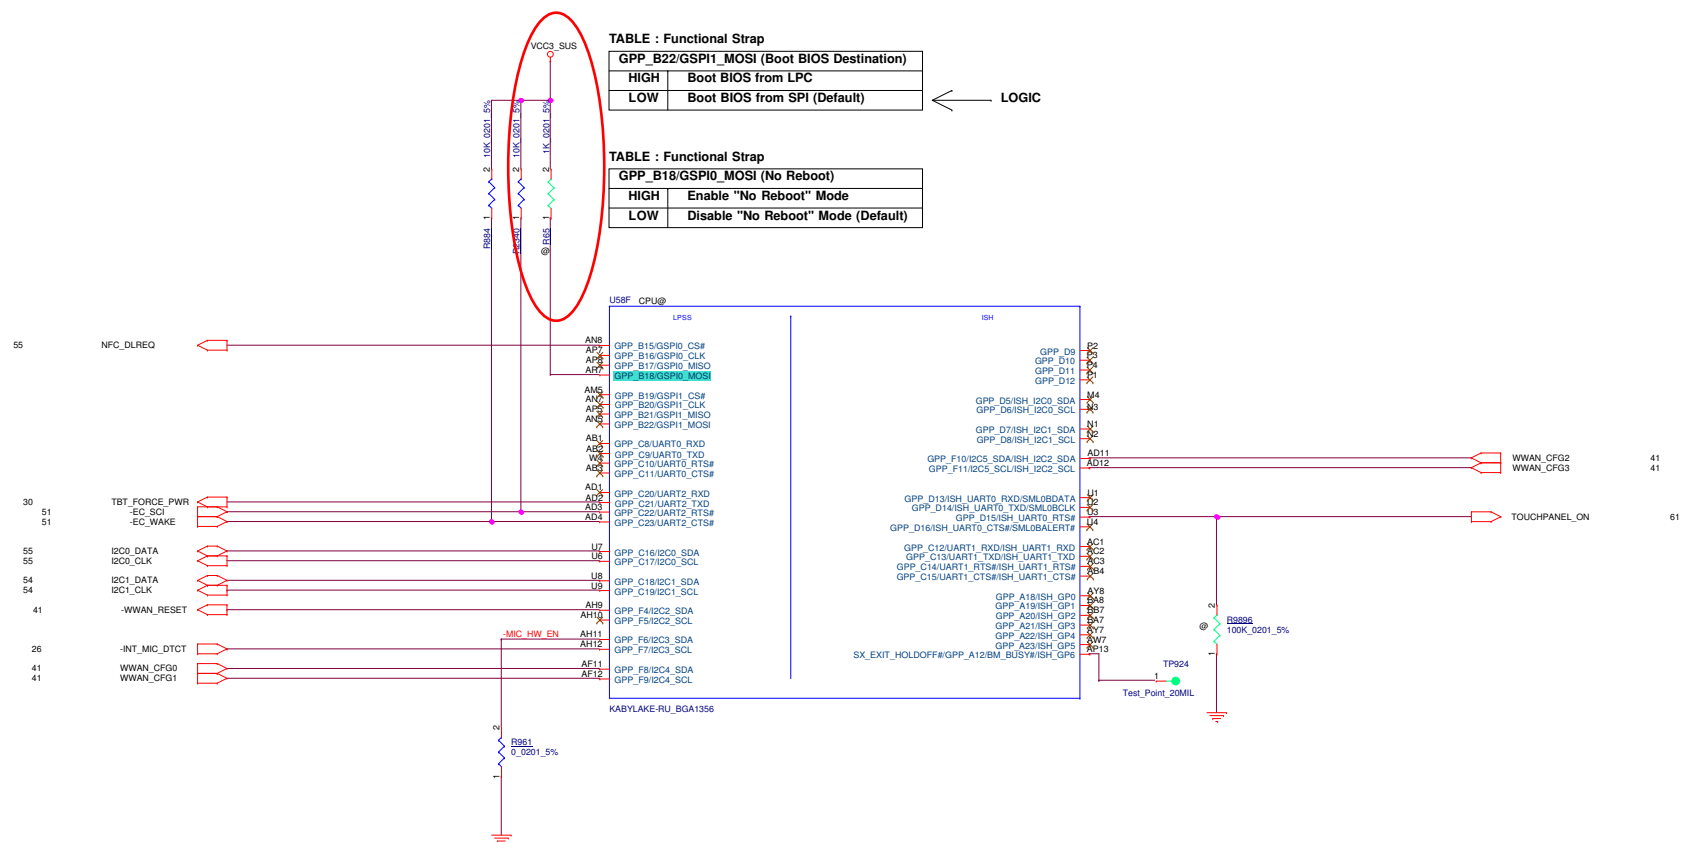 VCC3_SUS
10K_0201_5%
10K_0201_5%
1K_0201_5%
2
2
2
1
1
1
R884
R2340
@
R65
TABLE : Functional Strap
GPP_B22/GSPI1_MOSI (Boot BIOS Destination)
HIGH Boot BIOS from LPC
LOW Boot BIOS from SPI (Default)
LOGIC
TABLE : Functional Strap
GPP_B18/GSPI0_MOSI (No Reboot)
HIGH Enable "No Reboot" Mode
LOW Disable "No Reboot" Mode (Default)
U58F CPU@
LPSS
ISH
55 NFC_DLREQ
30 TBT_FORCE_PWR
51 -EC_SCI
51 -EC_WAKE
55 I2C0_DATA
55 I2C0_CLK
54 I2C1_DATA
54 I2C1_CLK
41 -WWAN_RESET
26 -INT_MIC_DTCT
41 WWAN_CFG0
41 WWAN_CFG1
-MIC_HW_EN
AN8 GPP_B15/GSPI0_CS#
AP7 GPP_B16/GSPI0_CLK
AP8 GPP_B17/GSPI0_MISO
AR7 GPP_B18/GSPI0_MOSI
AM5 GPP_B19/GSPI1_CS#
AN7 GPP_B20/GSPI1_CLK
AP5 GPP_B21/GSPI1_MISO
AN5 GPP_B22/GSPI1_MOSI
AB1 GPP_C8/UART0_RXD
AB2 GPP_C9/UART0_TXD
W4 GPP_C10/UART0_RTS#
AB3 GPP_C11/UART0_CTS#
AD1 GPP_C20/UART2_RXD
AD2 GPP_C21/UART2_TXD
AD3 GPP_C22/UART2_RTS#
AD4 GPP_C23/UART2_CTS#
U7 GPP_C16/I2C0_SDA
U6 GPP_C17/I2C0_SCL
U8 GPP_C18/I2C1_SDA
U9 GPP_C19/I2C1_SCL
AH9 GPP_F4/I2C2_SDA
AH10 GPP_F5/I2C2_SCL
AH11 GPP_F6/I2C3_SDA
AH12 GPP_F7/I2C3_SCL
AF11 GPP_F8/I2C4_SDA
AF12 GPP_F9/I2C4_SCL
GPP_D9 P2
GPP_D10 P3
GPP_D11 P4
GPP_D12 P1
GPP_D5/ISH_I2C0_SDA M4
GPP_D6/ISH_I2C0_SCL N3
GPP_D7/ISH_I2C1_SDA N1
GPP_D8/ISH_I2C1_SCL N2
GPP_F10/I2C5_SDA/ISH_I2C2_SDA AD11
GPP_F11/I2C5_SCL/ISH_I2C2_SCL AD12
GPP_D13/ISH_UART0_RXD/SML0BDATA U1
GPP_D14/ISH_UART0_TXD/SML0BCLK U2
GPP_D15/ISH_UART0_RTS# U3
GPP_D16/ISH_UART0_CTS#/SML0BALERT# U4
GPP_C12/UART1_RXD/ISH_UART1_RXD AC1
GPP_C13/UART1_TXD/ISH_UART1_TXD AC2
GPP_C14/UART1_RTS#/ISH_UART1_RTS# AC3
GPP_C15/UART1_CTS#/ISH_UART1_CTS# AB4
GPP_A18/ISH_GP0 AY8
GPP_A19/ISH_GP1 BA8
GPP_A20/ISH_GP2 BB7
GPP_A21/ISH_GP3 BA7
GPP_A22/ISH_GP4 AY7
GPP_A23/ISH_GP5 AW7
SX_EXIT_HOLDOFF#/GPP_A12/BM_BUSY#/ISH_GP6 AP13
WWAN_CFG2 41
WWAN_CFG3 41
TOUCHPANEL_ON 61
2
@
R9896
100K_0201_5%
1
TP924
1
Test_Point_20MIL
KABYLAKE-RU_BGA1356
2
R961
0_0201_5%
1